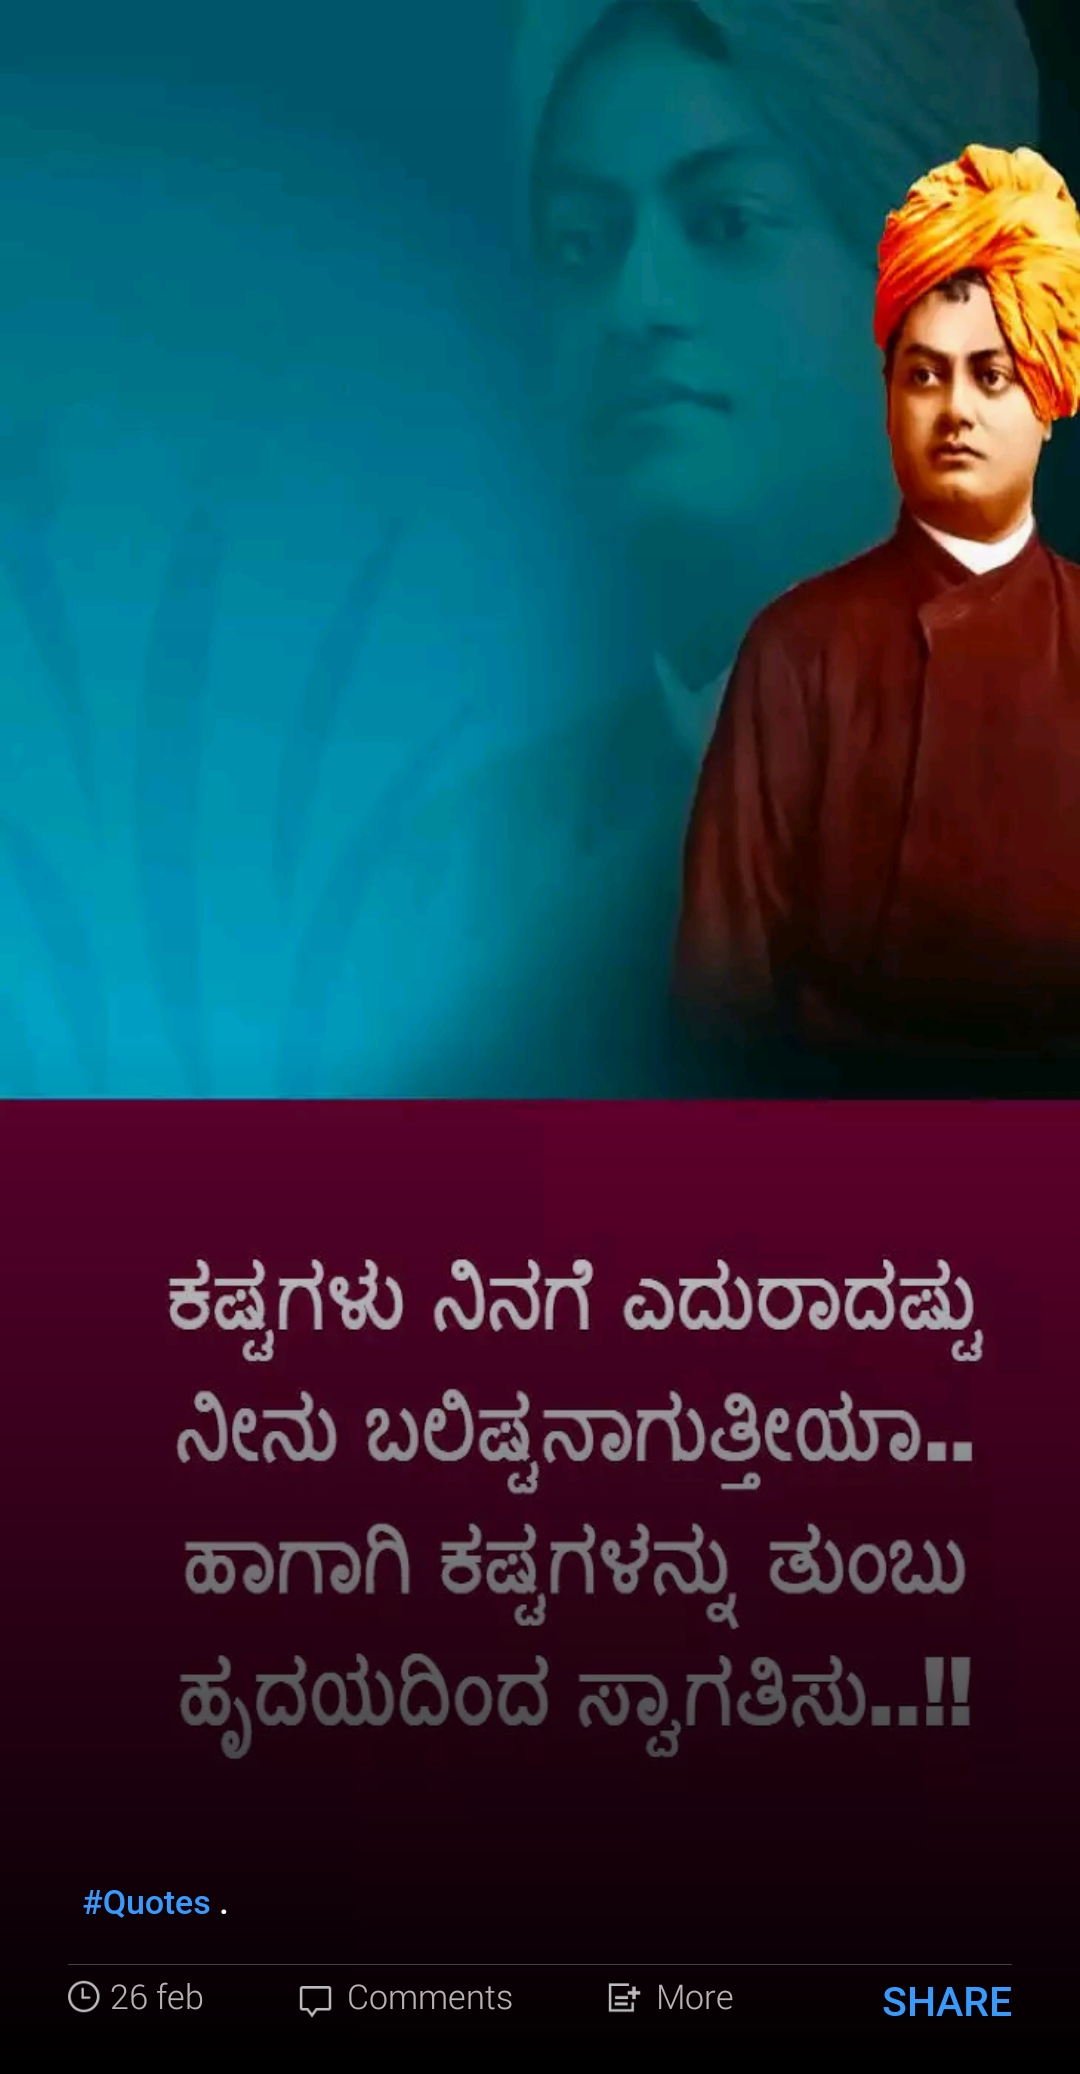 ಕಷ್ಟಗಳು ನಿನಗೆ ಎದುರಾದಷ್ಟು
ನೀನು ಬಲಿಷ್ಟನಾಗುತ್ತೀಯಾ..
ಹಾಗಾಗಿ ಕಷ್ಟಗಳನ್ನು ತುಂಬು
ಹೃದಯದಿಂದ ಸ್ವಾಗತಿಸು..!!
#Quotes .
26 feb Comments More SHARE